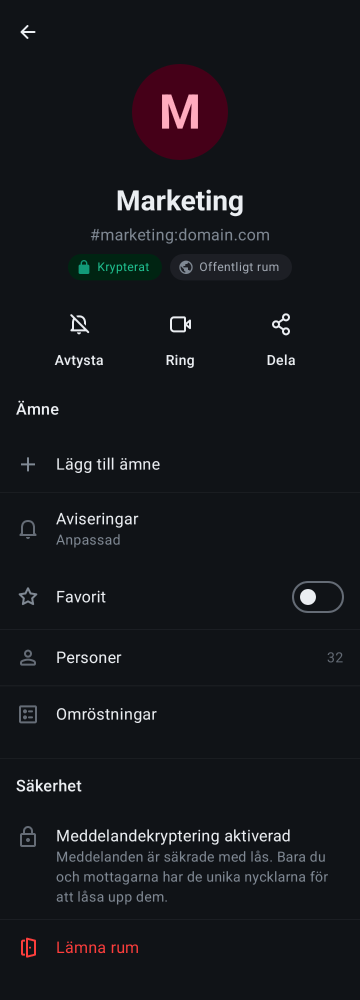 M
Marketing
#marketing:domain.com
Krypterat
Offentligt rum
Avtysta
Ring
Dela
Ämne
Lägg till ämne
Aviseringar
Anpassad
Favorit
Personer
32
Omröstningar
Säkerhet
Meddelandekryptering aktiverad
Meddelanden är säkrade med lås. Bara du
och mottagarna har de unika nycklarna för
att låsa upp dem.
Lämna rum